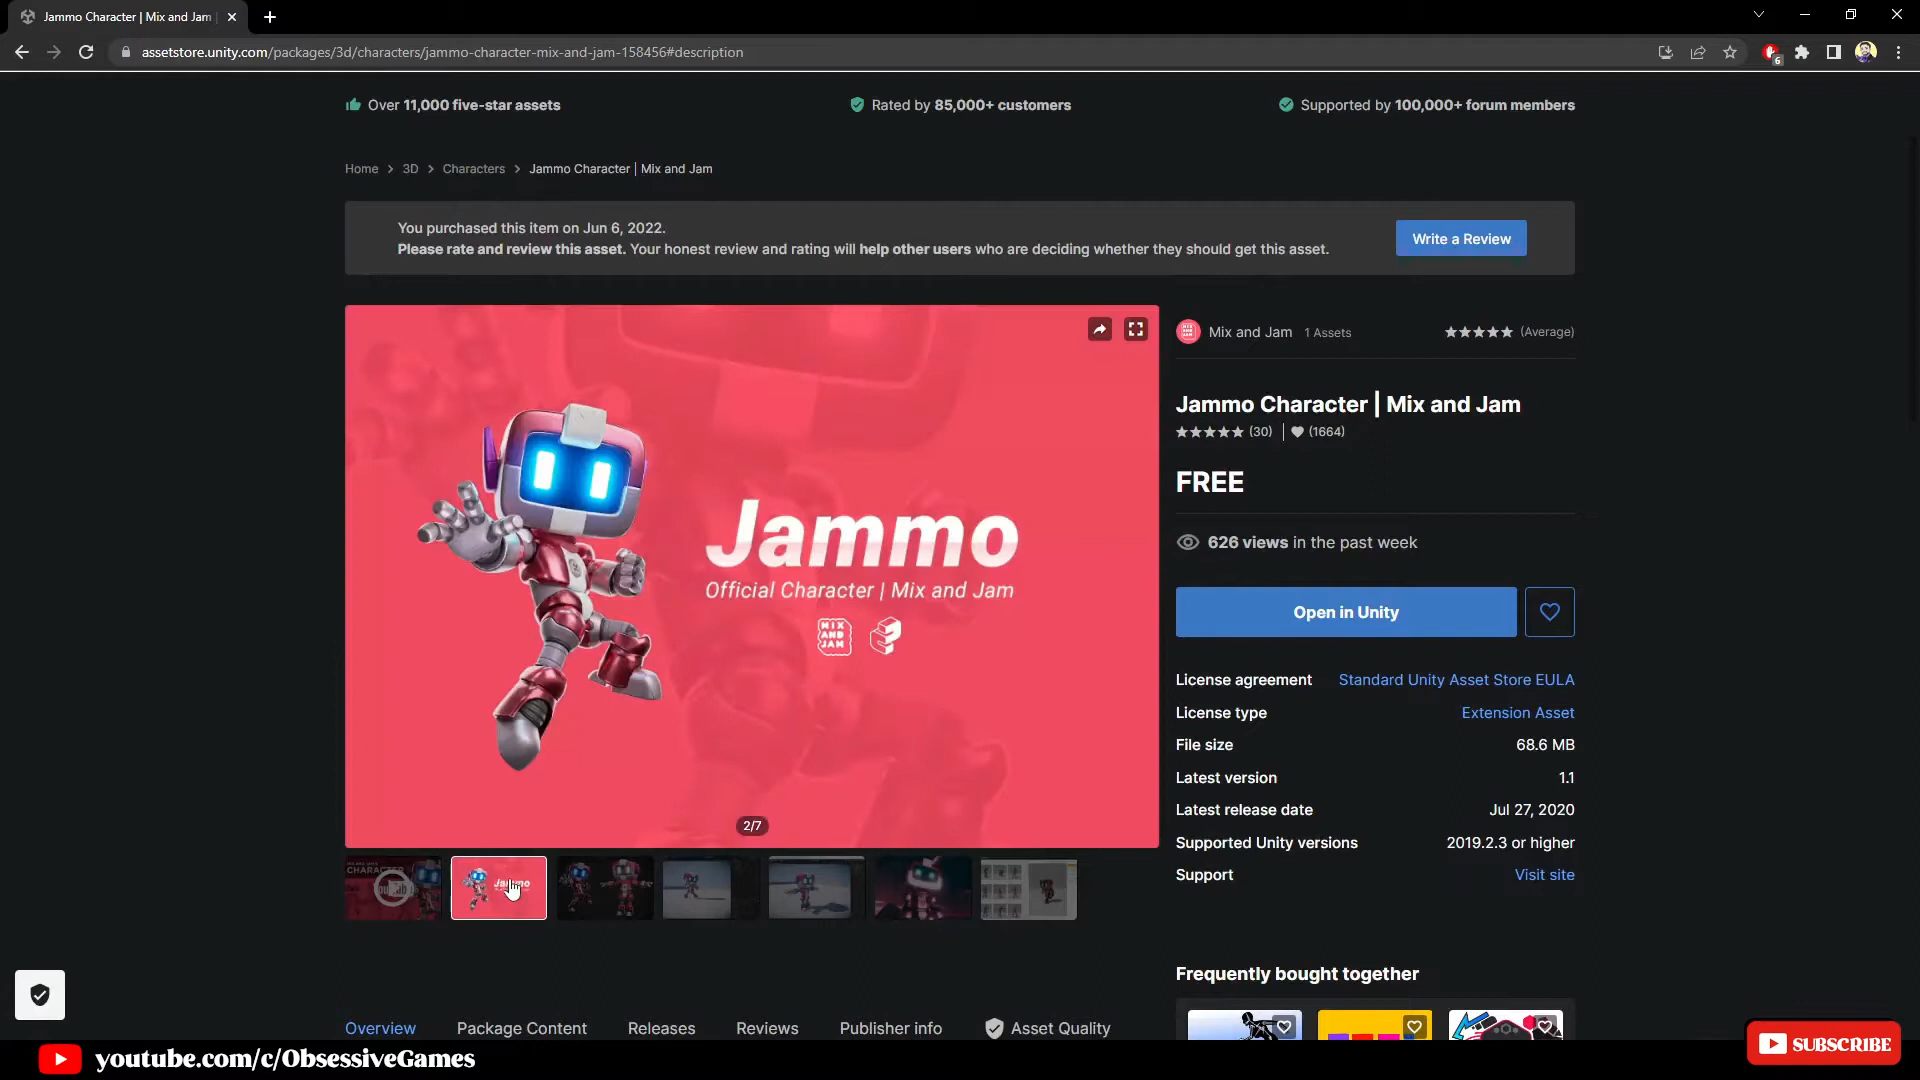 Jammo Character | Mix and Jam
assetstore.unity.com/packages/3d/characters/jammo-character-mix-and-jam-158456#description
6
Over 11,000 five-star assets
Rated by 85,000+ customers
Supported by 100,000+ forum members
Home > 3D > Characters > Jammo Character | Mix and Jam
You purchased this item on Jun 6, 2022.
Please rate and review this asset. Your honest review and rating will help other users who are deciding whether they should get this asset.
Write a Review
Mix and Jam 1 Assets
(Average)
Jammo Character | Mix and Jam
(30) | (1664)
FREE
626 views in the past week
Open in Unity
License agreement Standard Unity Asset Store EULA
License type Extension Asset
File size 68.6 MB
Latest version 1.1
Latest release date Jul 27, 2020
Supported Unity versions 2019.2.3 or higher
Support Visit site
Jammo
Official Character | Mix and Jam
MIX
AND
JAM
2/7
Frequently bought together
Overview
Package Content
Releases
Reviews
Publisher info
Asset Quality
youtube.com/c/ObsessiveGames
SUBSCRIBE